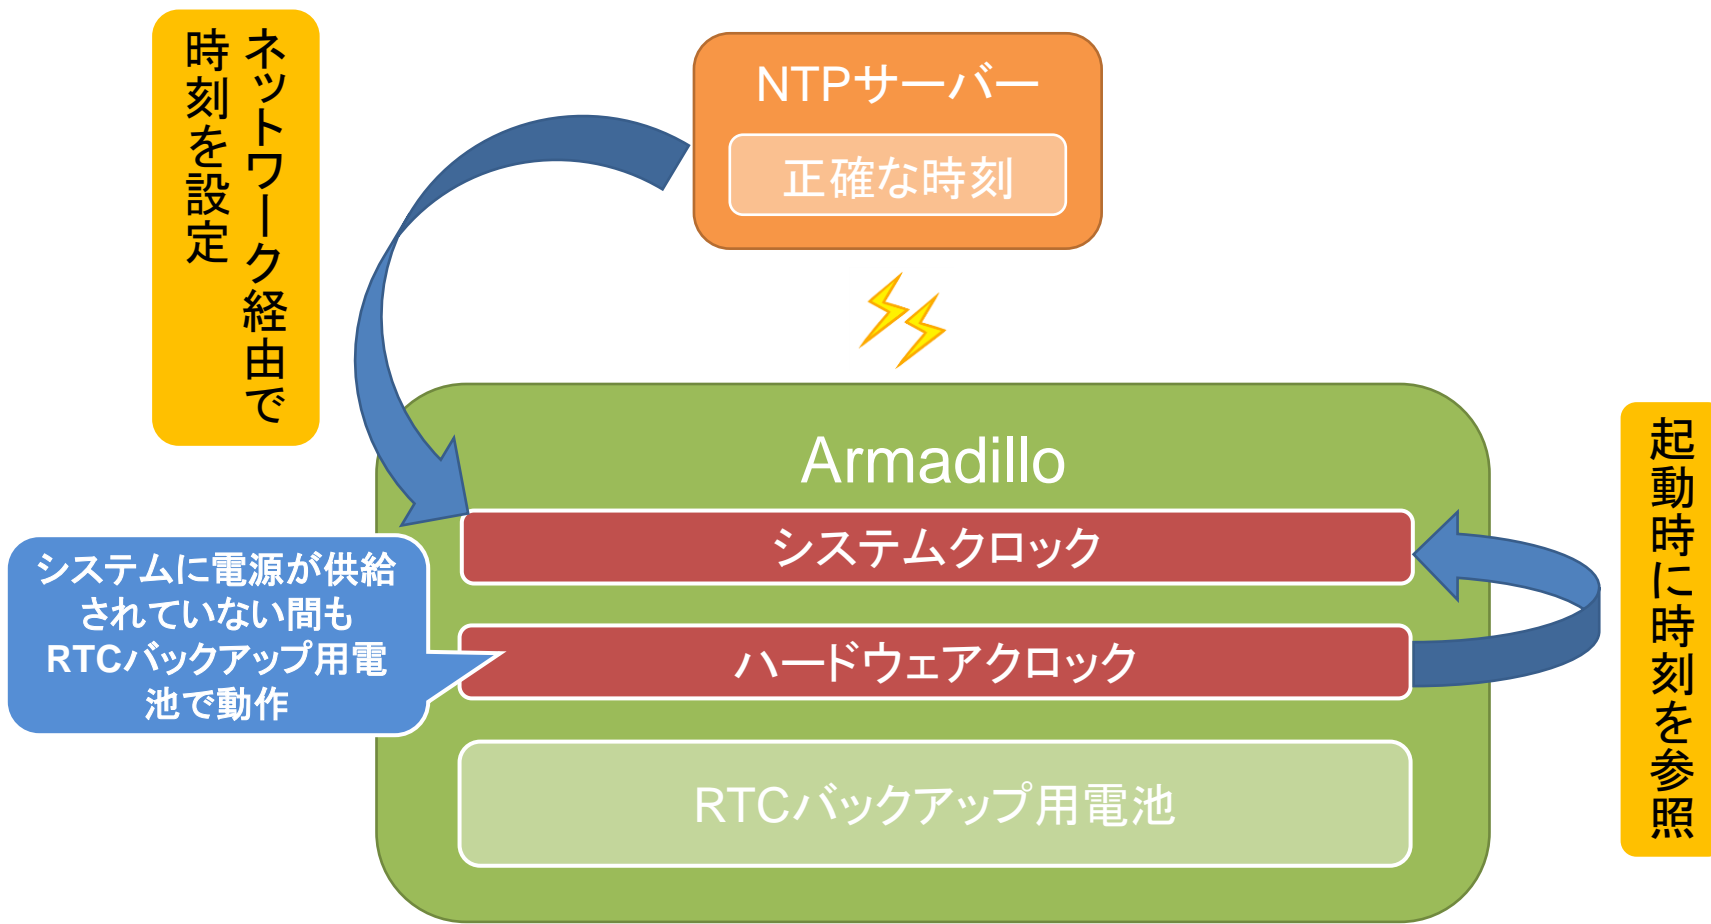 ネットワーク経由で
時刻を設定
NTPサーバー
正確な時刻
Armadillo
システムクロック
システムに電源が供給
されていない間も
RTCバックアップ用電
池で動作
ハードウェアクロック
RTCバックアップ用電池
起動時に時刻を参照